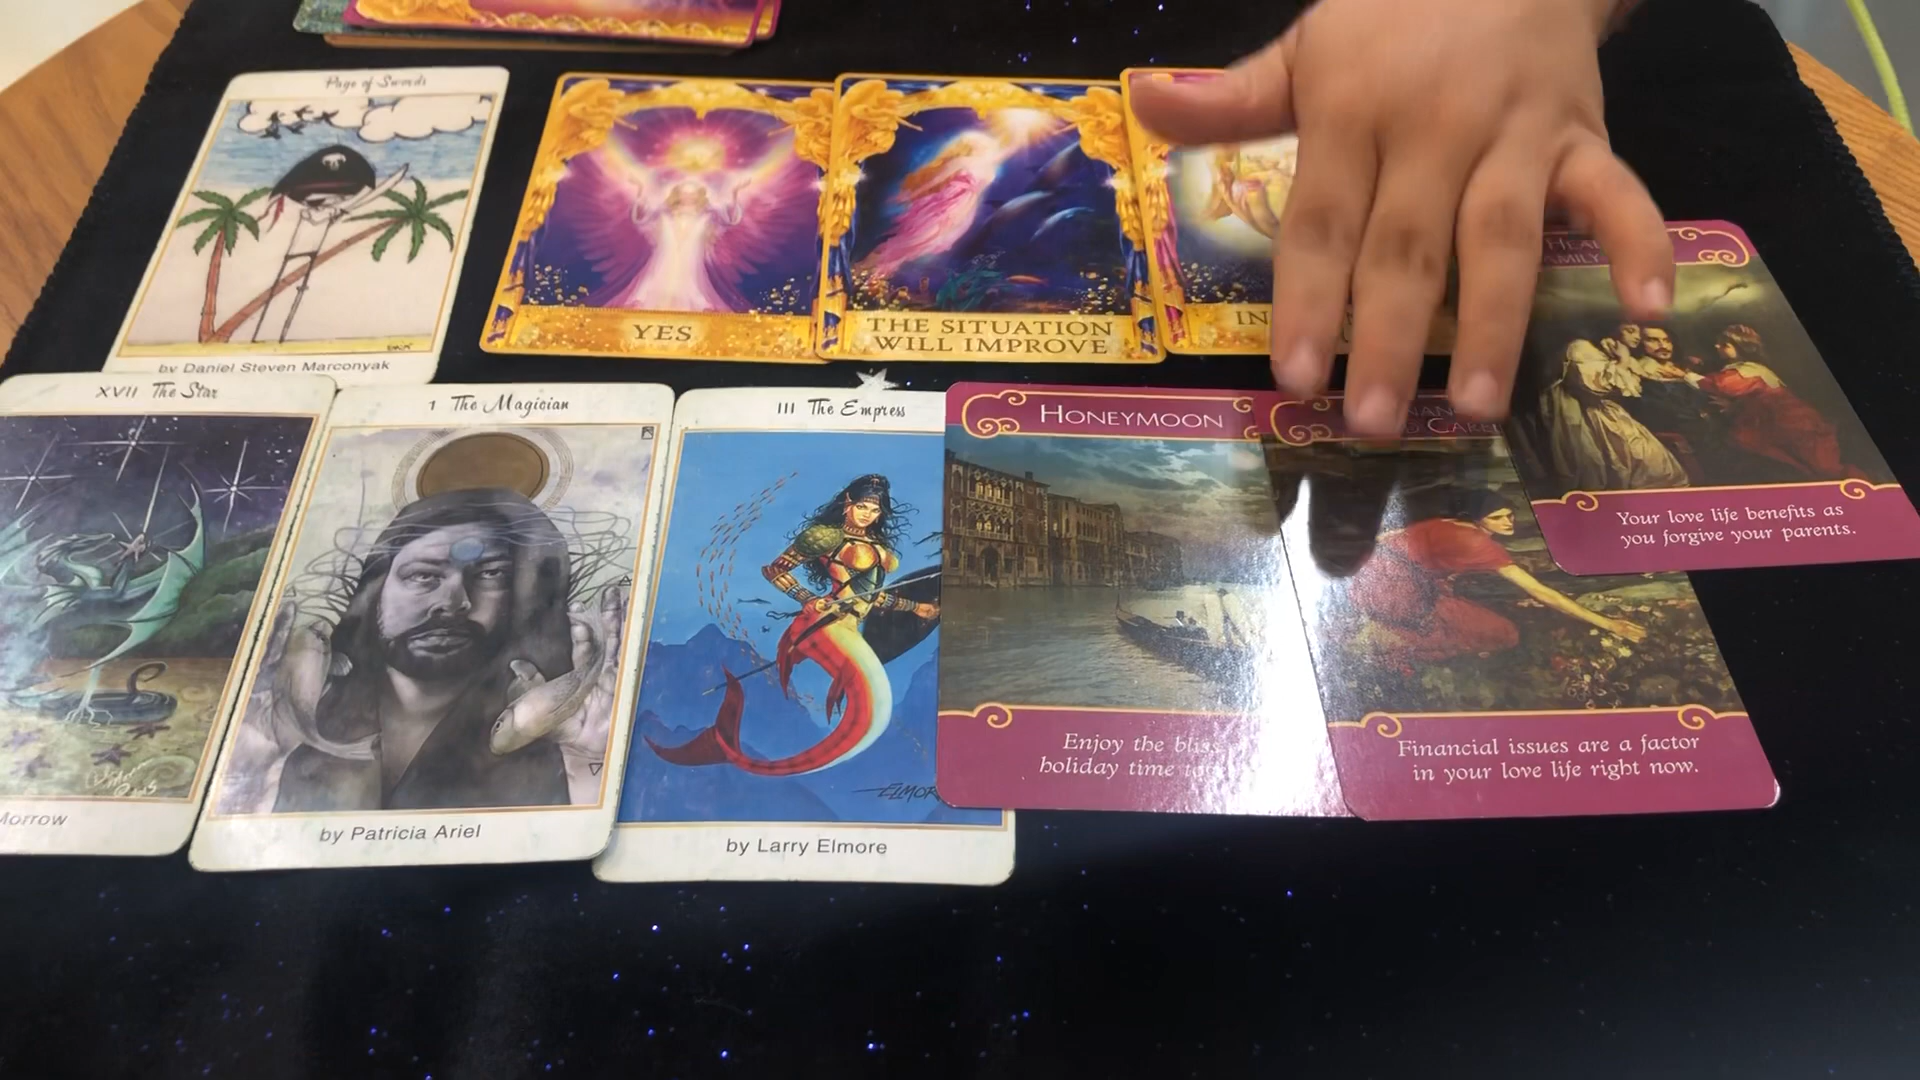 Page of Swords
by Daniel Steven Marconyak
YES
THE SITUATION
WILL IMPROVE
IN
XVII The Star
Morrow
1 The Magician
by Patricia Ariel
III The Empress
ELMOR
by Larry Elmore
HONEYMOON
Enjoy the bliss
holiday time
Financial issues are a factor
in your love life right now.
Your love life benefits as
you forgive your parents.